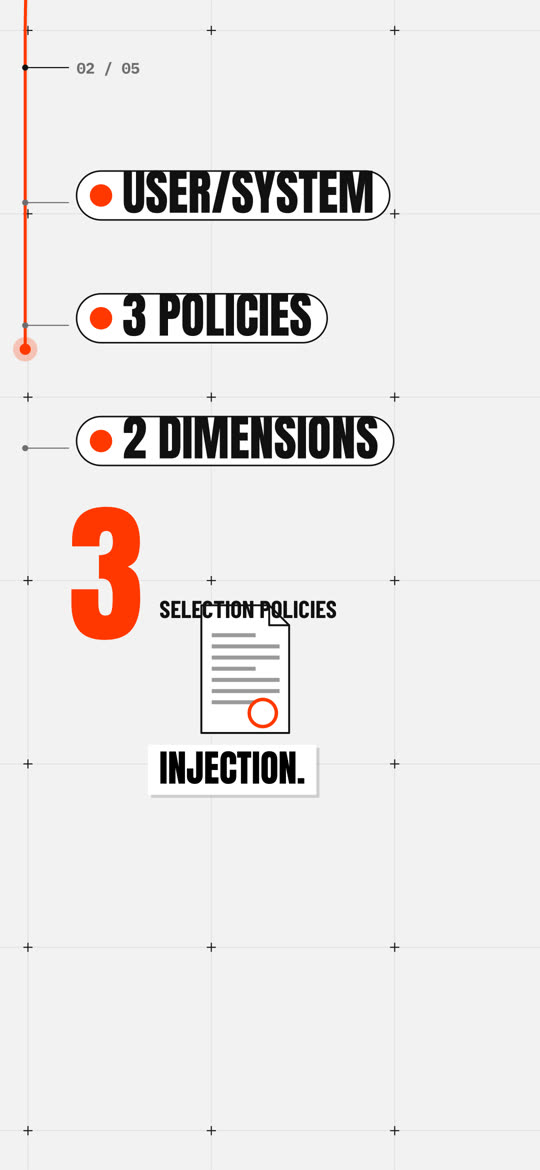 02 / 05
USER/SYSTEM
3 POLICIES
2 DIMENSIONS
3
SELECTION POLICIES
INJECTION.